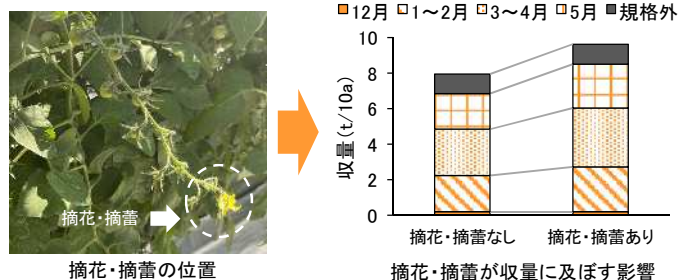 摘花・摘蕾
摘花・摘蕾の位置
■12月 1～2月 3～4月 5月 ■規格外
収量(t/10a)
10
8
6
4
2
0
摘花・摘蕾なし 摘花・摘蕾あり
摘花・摘蕾が収量に及ぼす影響